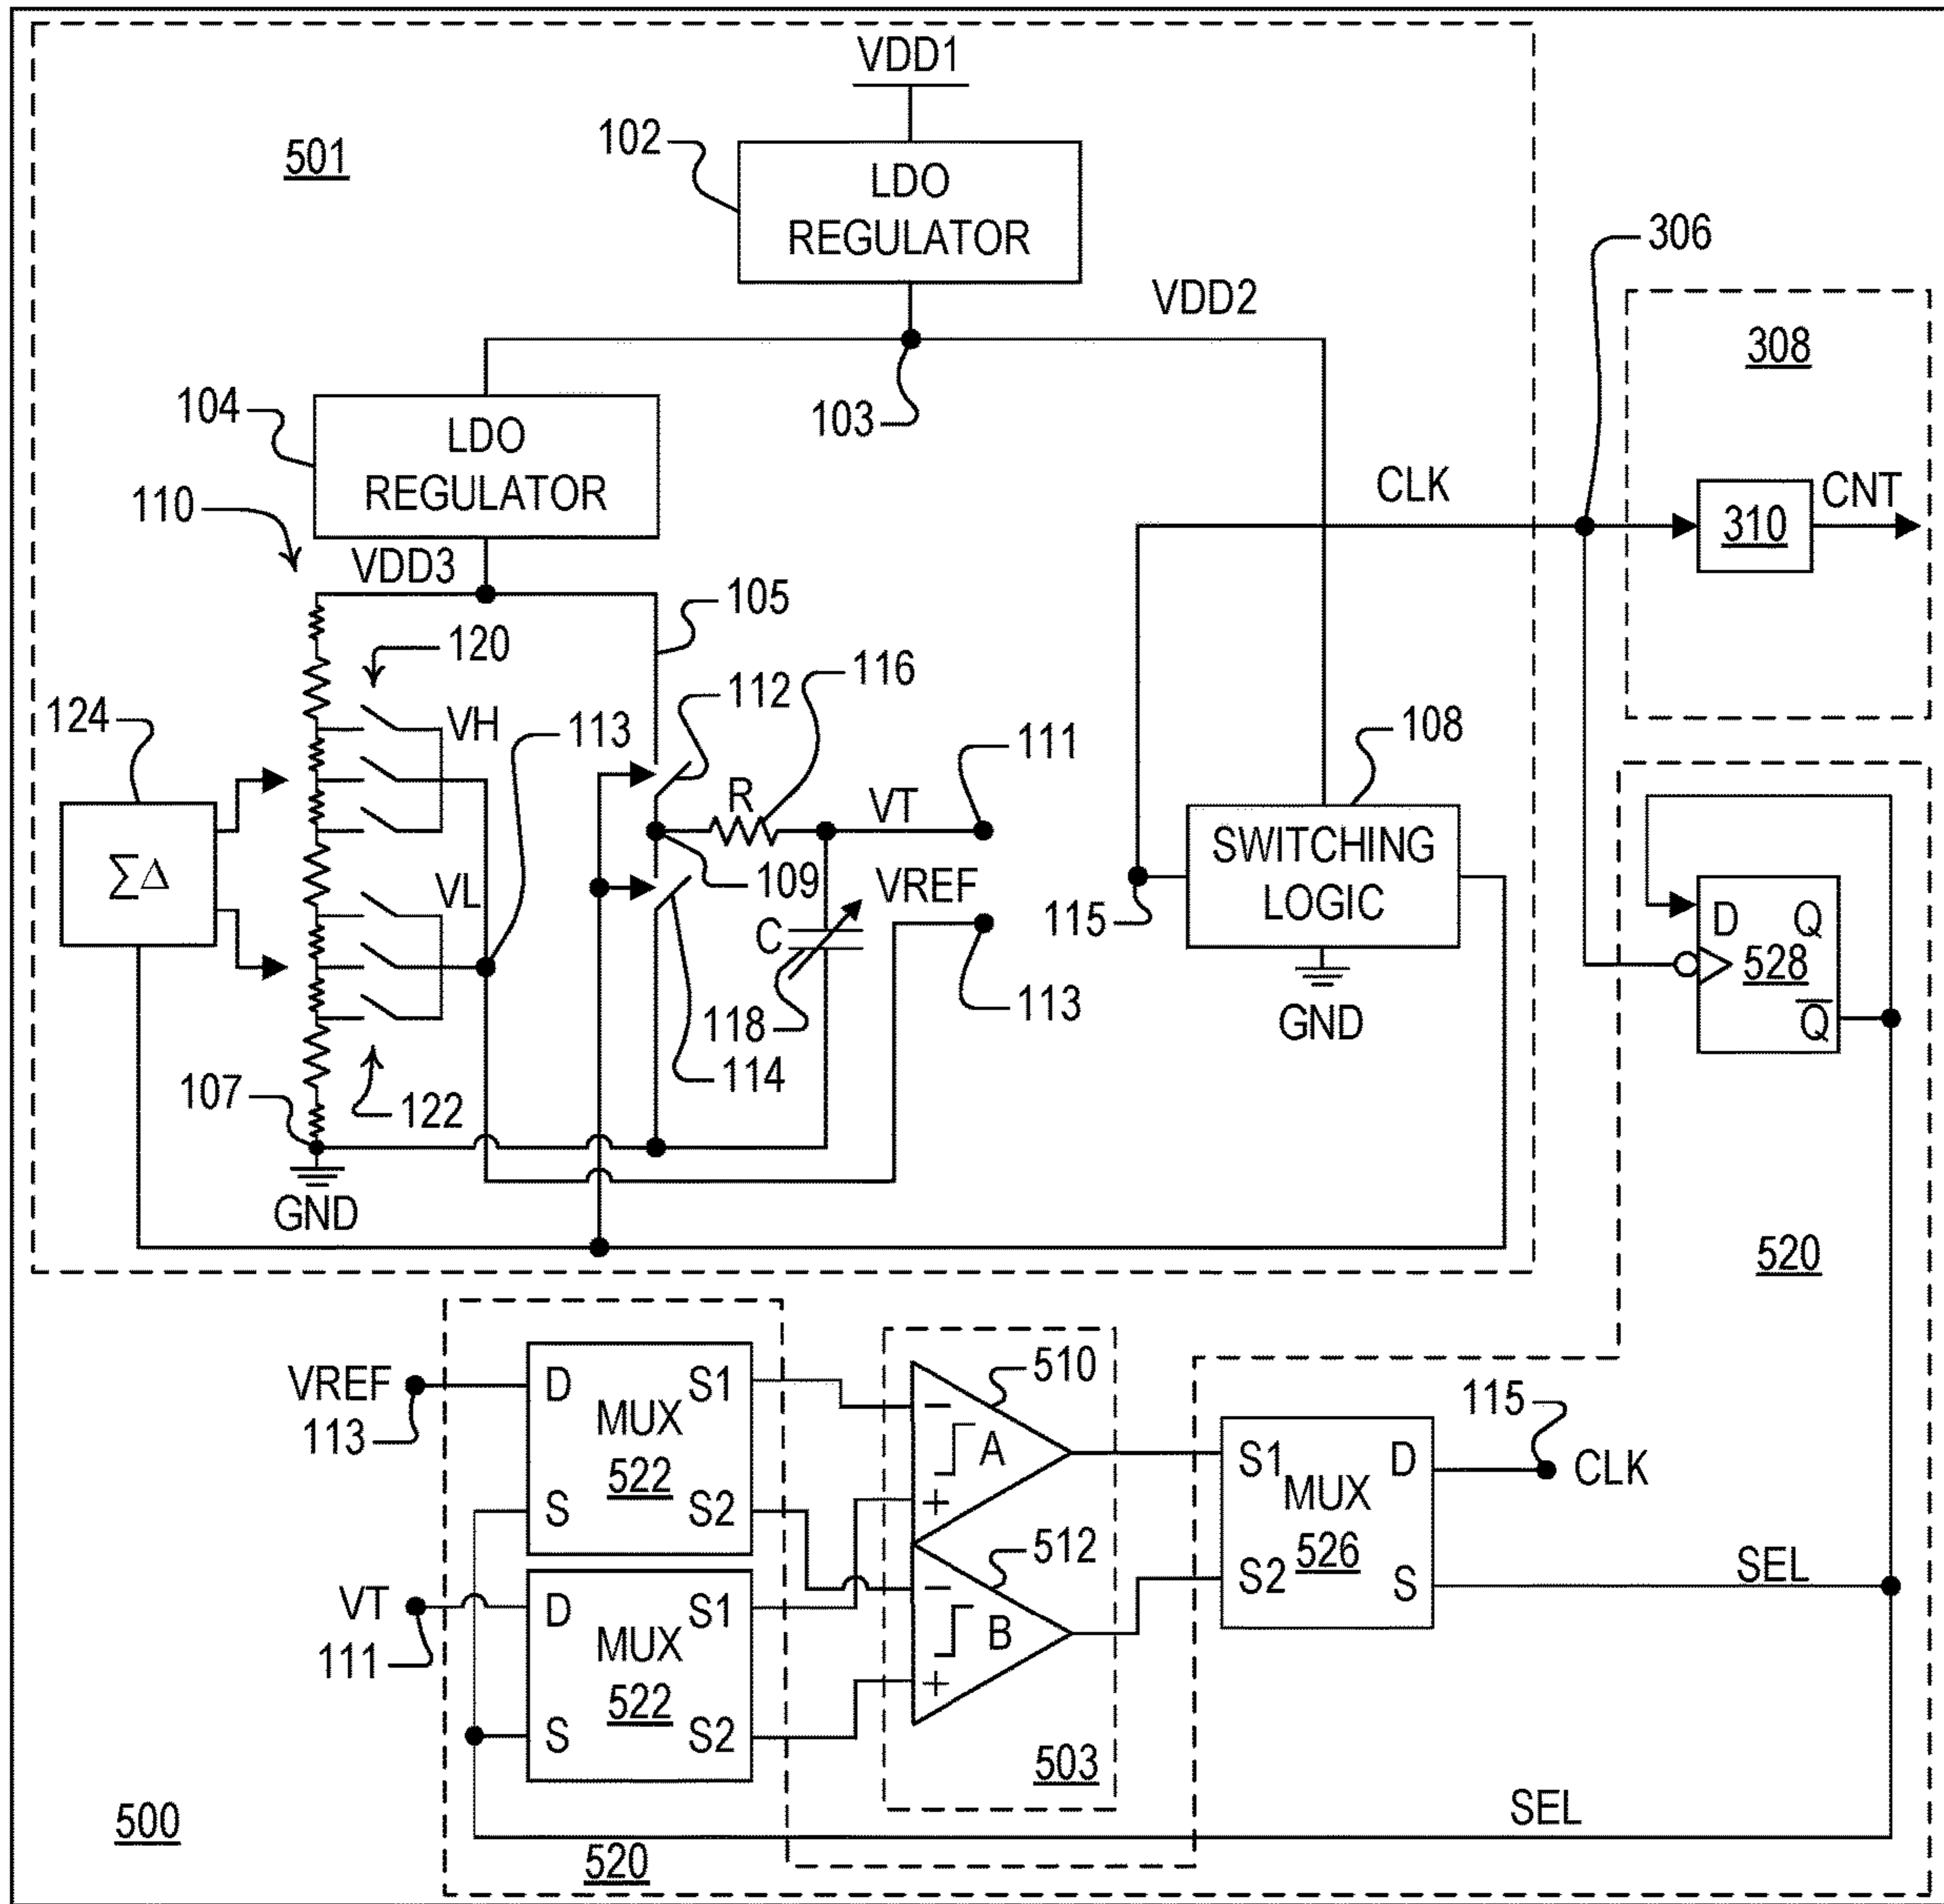 VDD1
102
LDO
REGULATOR
501
306
VDD2
308
103
104
LDO
REGULATOR
CLK
310
CNT
110
VDD3
105
120
116
112
124
VH
113
111
108
R
VT
ΣΔ
109
VREF
115
SWITCHING
LOGIC
D
Q
528
Q̅
VL
C
118
113
GND
107
122
114
GND
520
VREF
113
D
S1
MUX
522
S
S2
510
−
A
+
115
S1
D
MUX
526
S2
S
CLK
512
−
B
+
SEL
VT
111
D
S1
MUX
522
S
S2
503
SEL
500
520